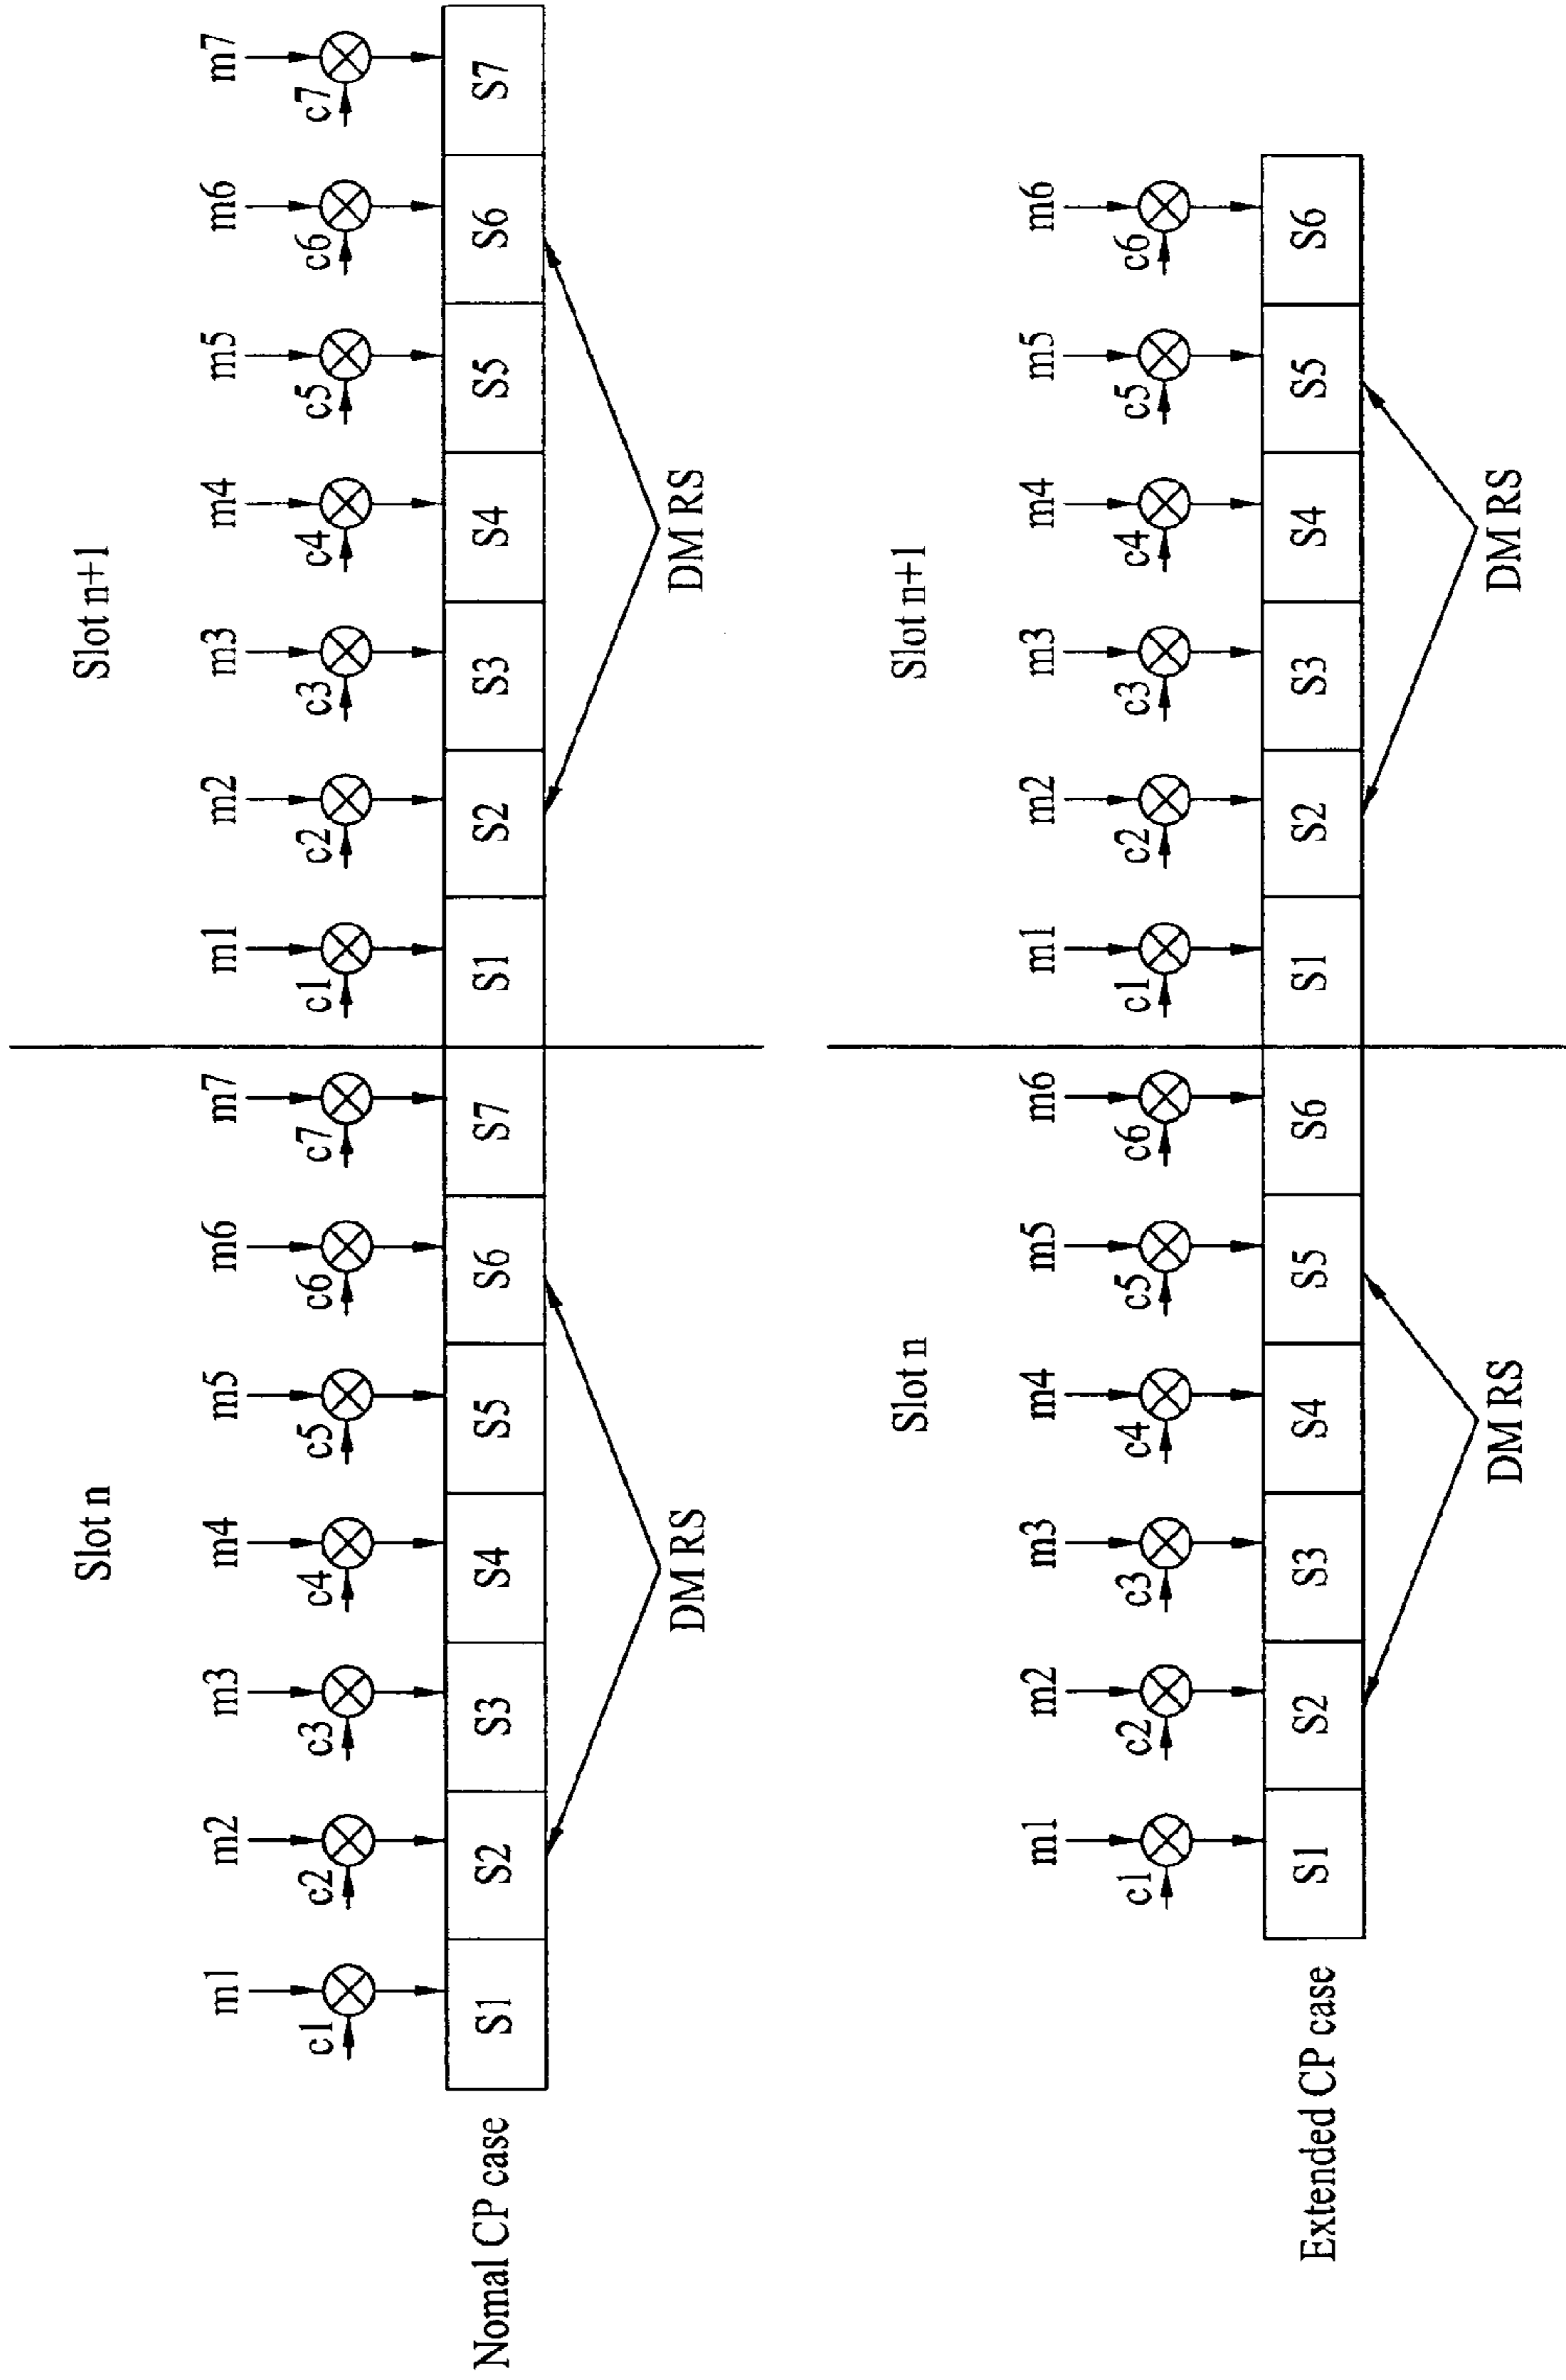 Slot n Slot n+1
m1 m2 m3 m4 m5 m6 m7 m1 m2 m3 m4 m5 m6 m7
c1 c2 c3 c4 c5 c6 c7 c1 c2 c3 c4 c5 c6 c7
Nomal CP case S1 S2 S3 S4 S5 S6 S7 S1 S2 S3 S4 S5 S6 S7
DM RS DM RS
Slot n Slot n+1
m1 m2 m3 m4 m5 m6 m1 m2 m3 m4 m5 m6
c1 c2 c3 c4 c5 c6 c1 c2 c3 c4 c5 c6
Extended CP case S1 S2 S3 S4 S5 S6 S1 S2 S3 S4 S5 S6
DM RS DM RS